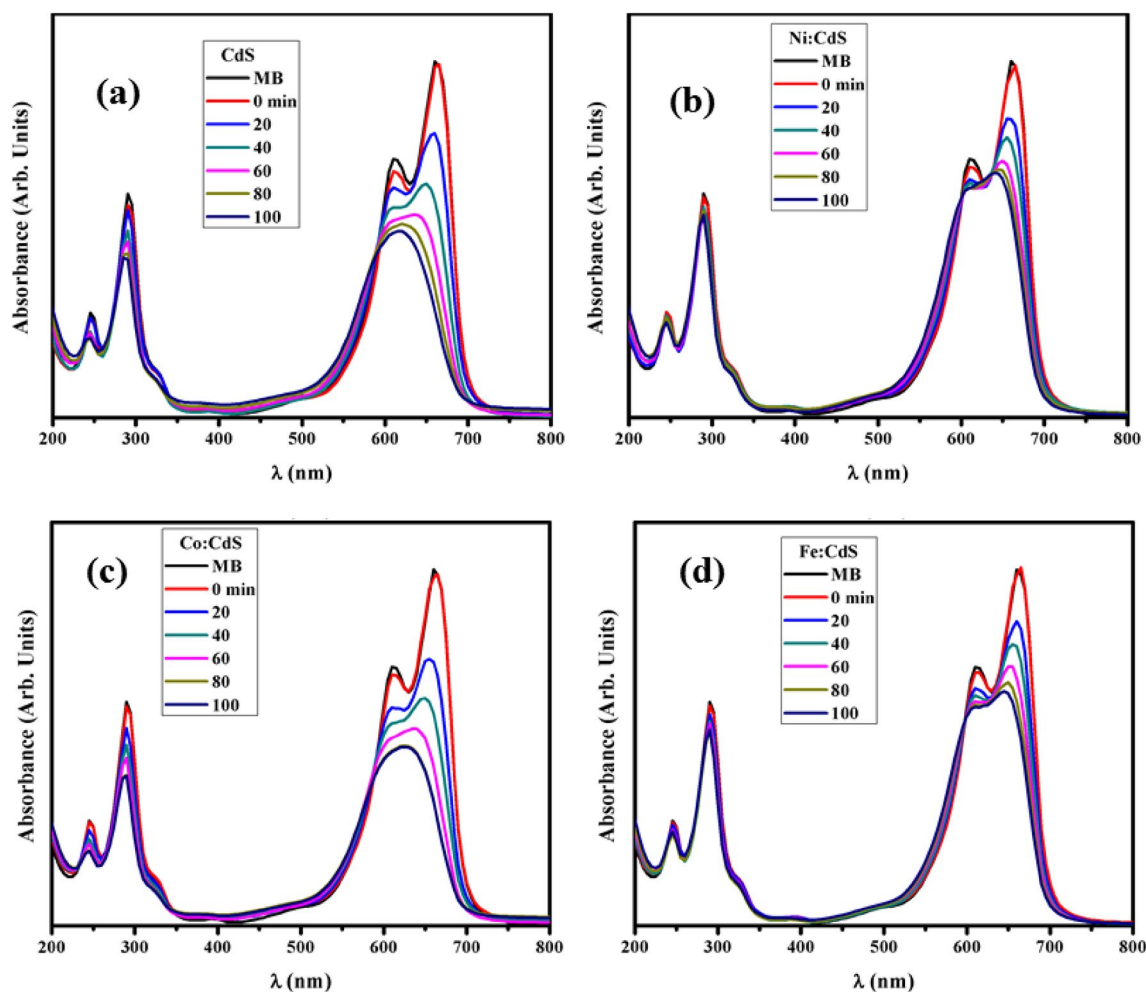 (a)
CdS
MB
0 min
20
40
60
80
100
Absorbance (Arb. Units)
200 300 400 500 600 700 800
λ (nm)
(b)
Ni:CdS
MB
0 min
20
40
60
80
100
Absorbance (Arb. Units)
200 300 400 500 600 700 800
λ (nm)
(c)
Co:CdS
MB
0 min
20
40
60
80
100
Absorbance (Arb. Units)
200 300 400 500 600 700 800
λ (nm)
(d)
Fe:CdS
MB
0 min
20
40
60
80
100
Absorbance (Arb. Units)
200 300 400 500 600 700 800
λ (nm)